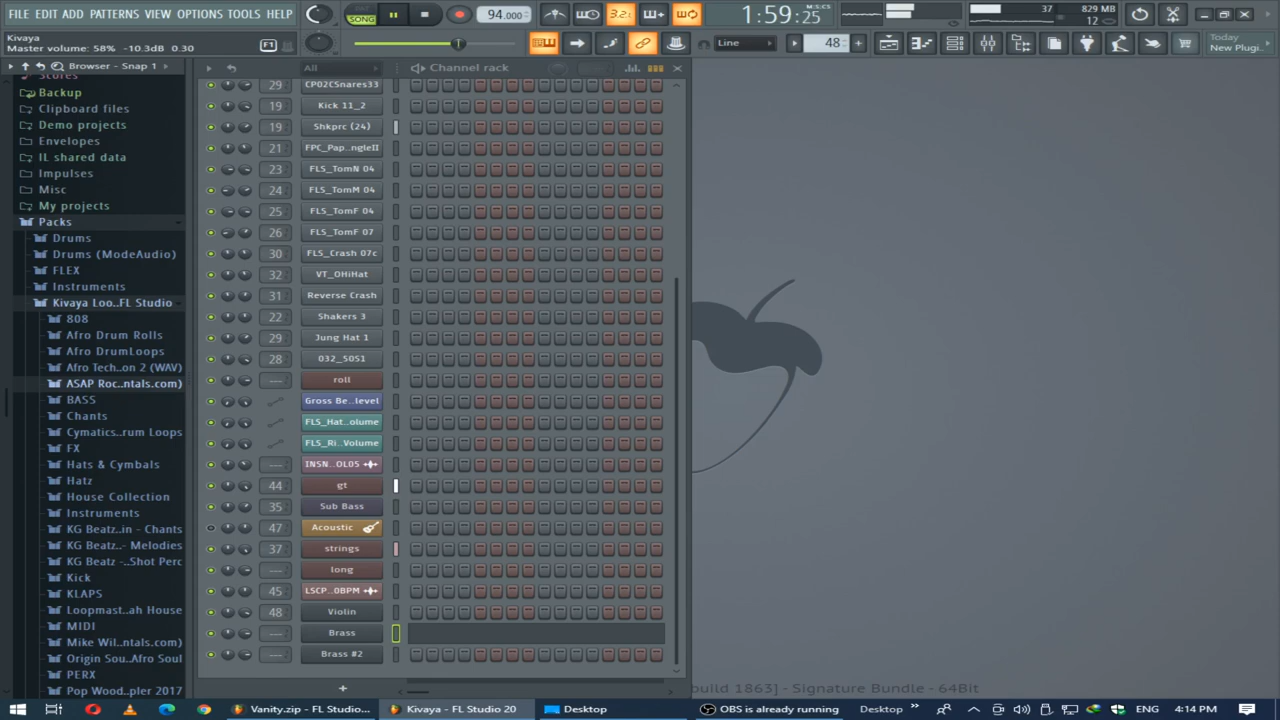 FILE EDIT ADD PATTERNS VIEW OPTIONS TOOLS HELP
SONG
94.000
3.2.
1:59:25
M:S:CS
37
829 MB
12
Kivaya
Master volume: 58% -10.3dB 0.30
F1
Line
48
Today
New Plugi..
Browser - Snap 1
Scores
Backup
Clipboard files
Demo projects
Envelopes
IL shared data
Impulses
Misc
My projects
Packs
Drums
Drums (ModeAudio)
FLEX
Instruments
Kivaya Loo..FL Studio
808
Afro Drum Rolls
Afro DrumLoops
Afro Tech..on 2 (WAV)
ASAP Roc..ntals.com)
BASS
Chants
Cymatics..rum Loops
FX
Hats & Cymbals
Hatz
House Collection
Instruments
KG Beatz..in - Chants
KG Beatz..- Melodies
KG Beatz -..Shot Perc
Kick
KLAPS
Loopmast..ah House
MIDI
Mike Wil..ntals.com)
Origin Sou..Afro Soul
PERX
Pop Wood..pler 2017
All
Channel rack
29 CP02CSnares33
19 Kick 11_2
19 Shkprc (24)
21 FPC_Pap..ngleII
23 FLS_TomN 04
24 FLS_TomM 04
25 FLS_TomF 04
26 FLS_TomF 07
30 FLS_Crash 07c
32 VT_OHiHat
31 Reverse Crash
22 Shakers 3
29 Jung Hat 1
28 032_50S1
--- roll
Gross Be..level
FLS_Hat..olume
FLS_Ri..Volume
--- INSN..OL05
44 gt
35 Sub Bass
47 Acoustic
37 strings
--- long
45 LSCP..0BPM
48 Violin
--- Brass
--- Brass #2
+
build 1863] - Signature Bundle - 64Bit
Vanity.zip - FL Studio...
Kivaya - FL Studio 20
Desktop
OBS is already running
Desktop
ENG
4:14 PM